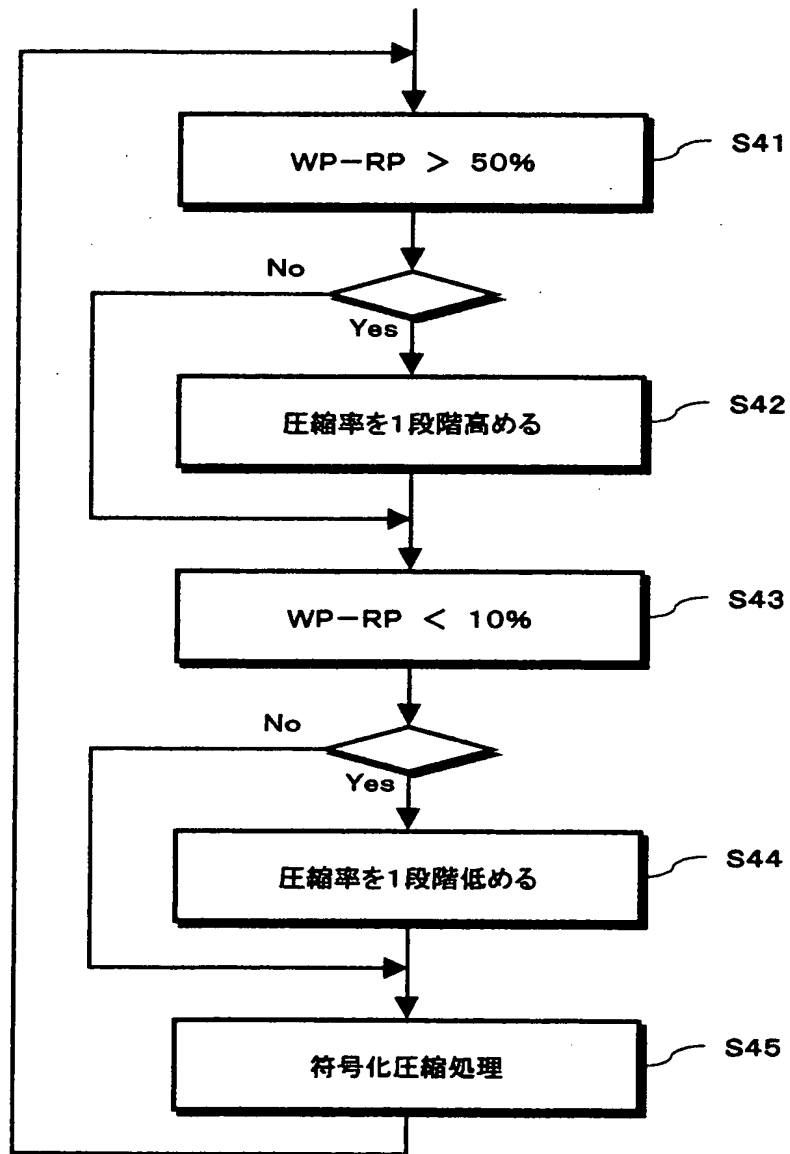 WP-RP > 50%
S41
No
Yes
圧縮率を1段階高める
S42
WP-RP < 10%
S43
No
Yes
圧縮率を1段階低める
S44
符号化圧縮処理
S45